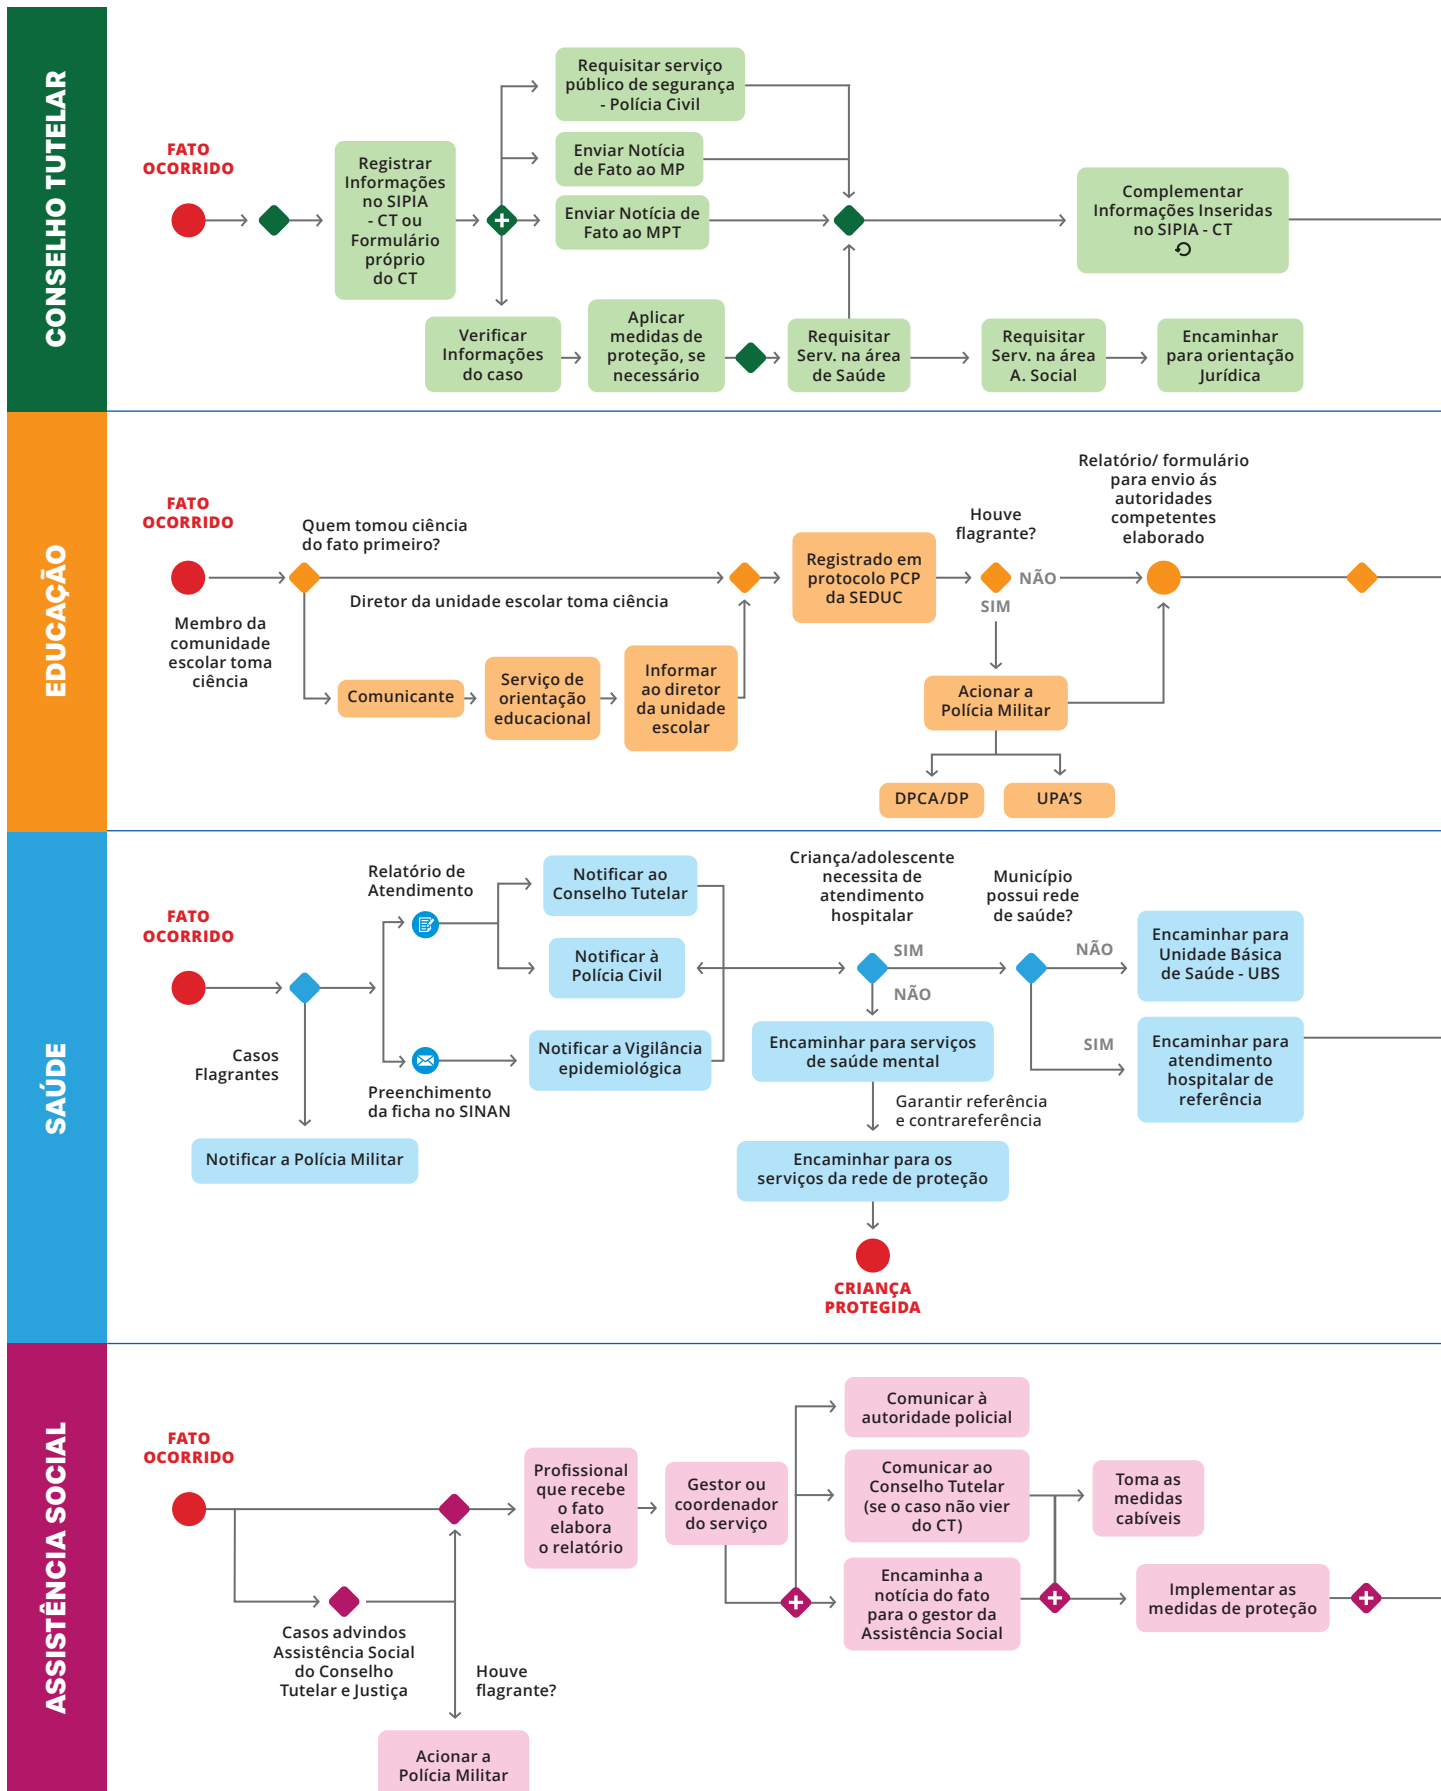 CONSELHO TUTELAR
FATO
OCORRIDO
Registrar
Informações
no SIPIA
- CT ou
Formulário
próprio
do CT
Requisitar serviço
público de segurança
- Polícia Civil
Enviar Notícia
de Fato ao MP
Enviar Notícia de
Fato ao MPT
Verificar
Informações
do caso
Aplicar
medidas de
proteção, se
necessário
Requisitar
Serv. na área
de Saúde
Requisitar
Serv. na área
A. Social
Encaminhar
para orientação
Jurídica
Complementar
Informações Inseridas
no SIPIA - CT
EDUCAÇÃO
FATO
OCORRIDO
Membro da
comunidade
escolar toma
ciência
Quem tomou ciência
do fato primeiro?
Diretor da unidade escolar toma ciência
Comunicante
Serviço de
orientação
educacional
Informar
ao diretor
da unidade
escolar
Registrado em
protocolo PCP
da SEDUC
Houve
flagrante?
NÃO
SIM
Acionar a
Polícia Militar
DPCA/DP
UPA'S
Relatório/ formulário
para envio ás
autoridades
competentes
elaborado
SAÚDE
FATO
OCORRIDO
Casos
Flagrantes
Notificar a Polícia Militar
Relatório de
Atendimento
Preenchimento
da ficha no SINAN
Notificar ao
Conselho Tutelar
Notificar à
Polícia Civil
Notificar a Vigilância
epidemiológica
Criança/adolescente
necessita de
atendimento
hospitalar
SIM
NÃO
Encaminhar para serviços
de saúde mental
Garantir referência
e contrareferência
Encaminhar para os
serviços da rede de proteção
CRIANÇA
PROTEGIDA
Município
possui rede
de saúde?
NÃO
SIM
Encaminhar para
Unidade Básica
de Saúde - UBS
Encaminhar para
atendimento
hospitalar de
referência
ASSISTÊNCIA SOCIAL
FATO
OCORRIDO
Casos advindos
Assistência Social
do Conselho
Tutelar e Justiça
Houve
flagrante?
Acionar a
Polícia Militar
Profissional
que recebe
o fato
elabora
o relatório
Gestor ou
coordenador
do serviço
Comunicar à
autoridade policial
Comunicar ao
Conselho Tutelar
(se o caso não vier
do CT)
Encaminha a
notícia do fato
para o gestor da
Assistência Social
Toma as
medidas
cabíveis
Implementar as
medidas de proteção